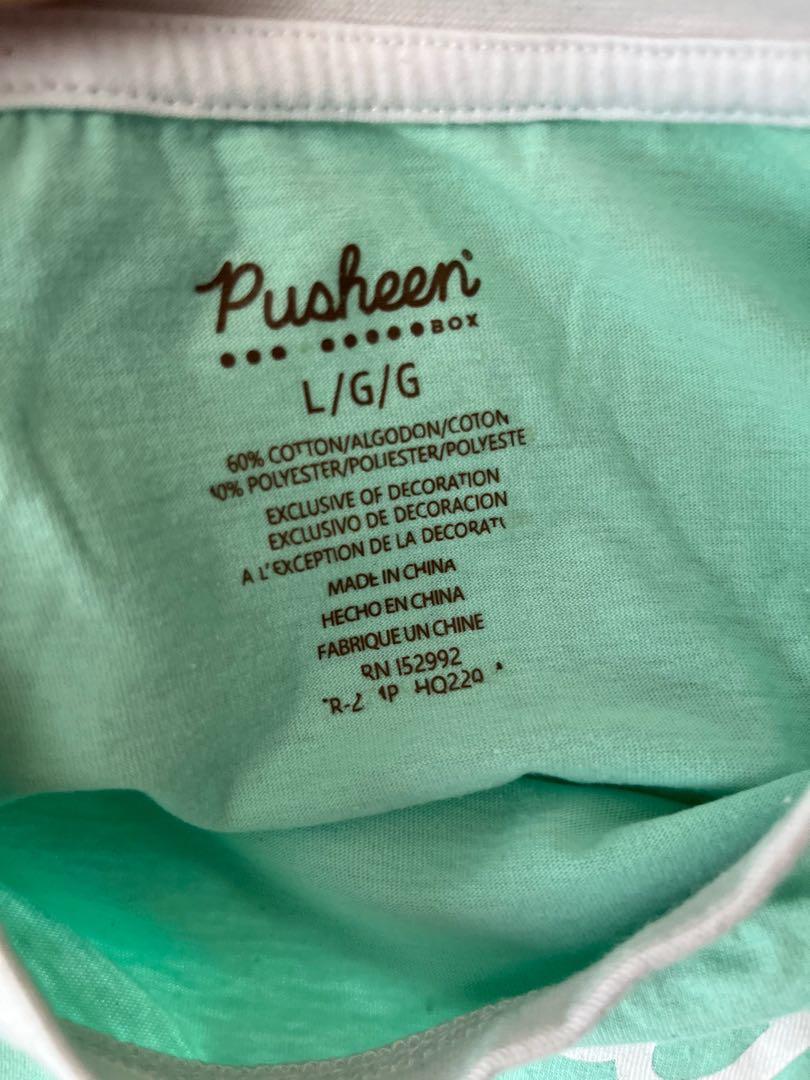 Pusheen
BOX
L/G/G
60% COTTON/ALGODON/COTON
40% POLYESTER/POLIESTER/POLYESTE
EXCLUSIVE OF DECORATION
EXCLUSIVO DE DECORACION
A L'EXCEPTION DE LA DECORATI
MADE IN CHINA
HECHO EN CHINA
FABRIQUE UN CHINE
RN 152992